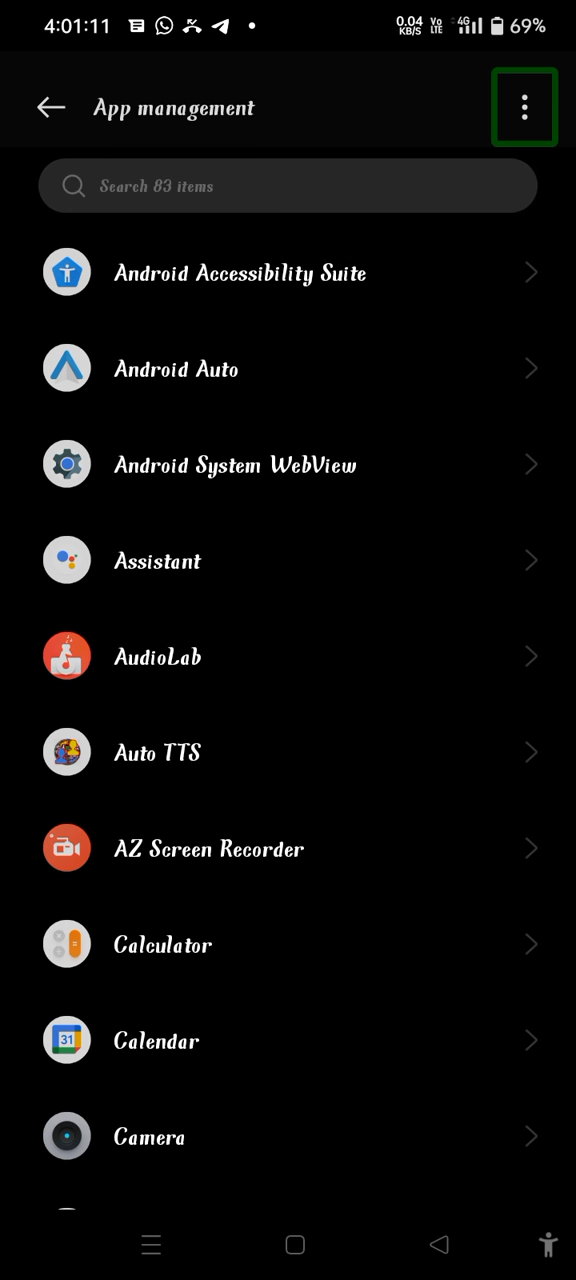 4:01:11 0.04 KB/S Vo LTE 4G 69%
App management
Search 83 items
Android Accessibility Suite
Android Auto
Android System WebView
Assistant
AudioLab
Auto TTS
AZ Screen Recorder
Calculator
31 Calendar
Camera